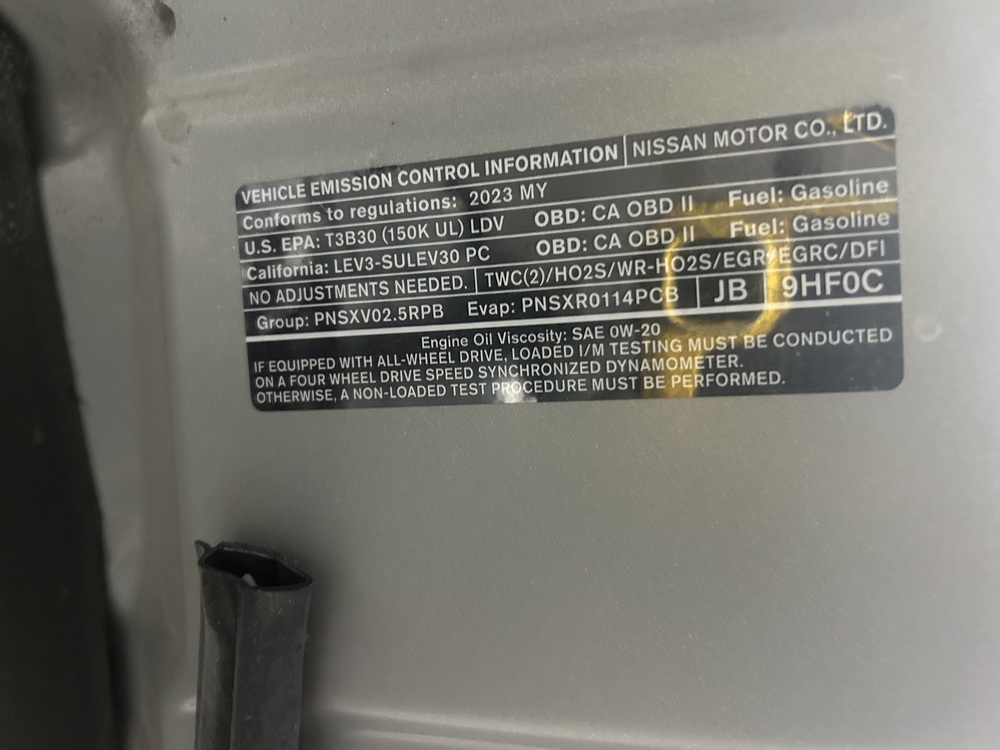 VEHICLE EMISSION CONTROL INFORMATION NISSAN MOTOR CO., LTD.
Conforms to regulations: 2023 MY
U.S. EPA: T3B30 (150K UL) LDV OBD: CA OBD II Fuel: Gasoline
California: LEV3-SULEV30 PC OBD: CA OBD II Fuel: Gasoline
NO ADJUSTMENTS NEEDED. TWC(2)/HO2S/WR-HO2S/EGR/EGRC/DFI
Group: PNSXV02.5RPB Evap: PNSXR0114PCB JB 9HF0C
Engine Oil Viscosity: SAE 0W-20
IF EQUIPPED WITH ALL-WHEEL DRIVE, LOADED I/M TESTING MUST BE CONDUCTED
ON A FOUR WHEEL DRIVE SPEED SYNCHRONIZED DYNAMOMETER.
OTHERWISE, A NON-LOADED TEST PROCEDURE MUST BE PERFORMED.